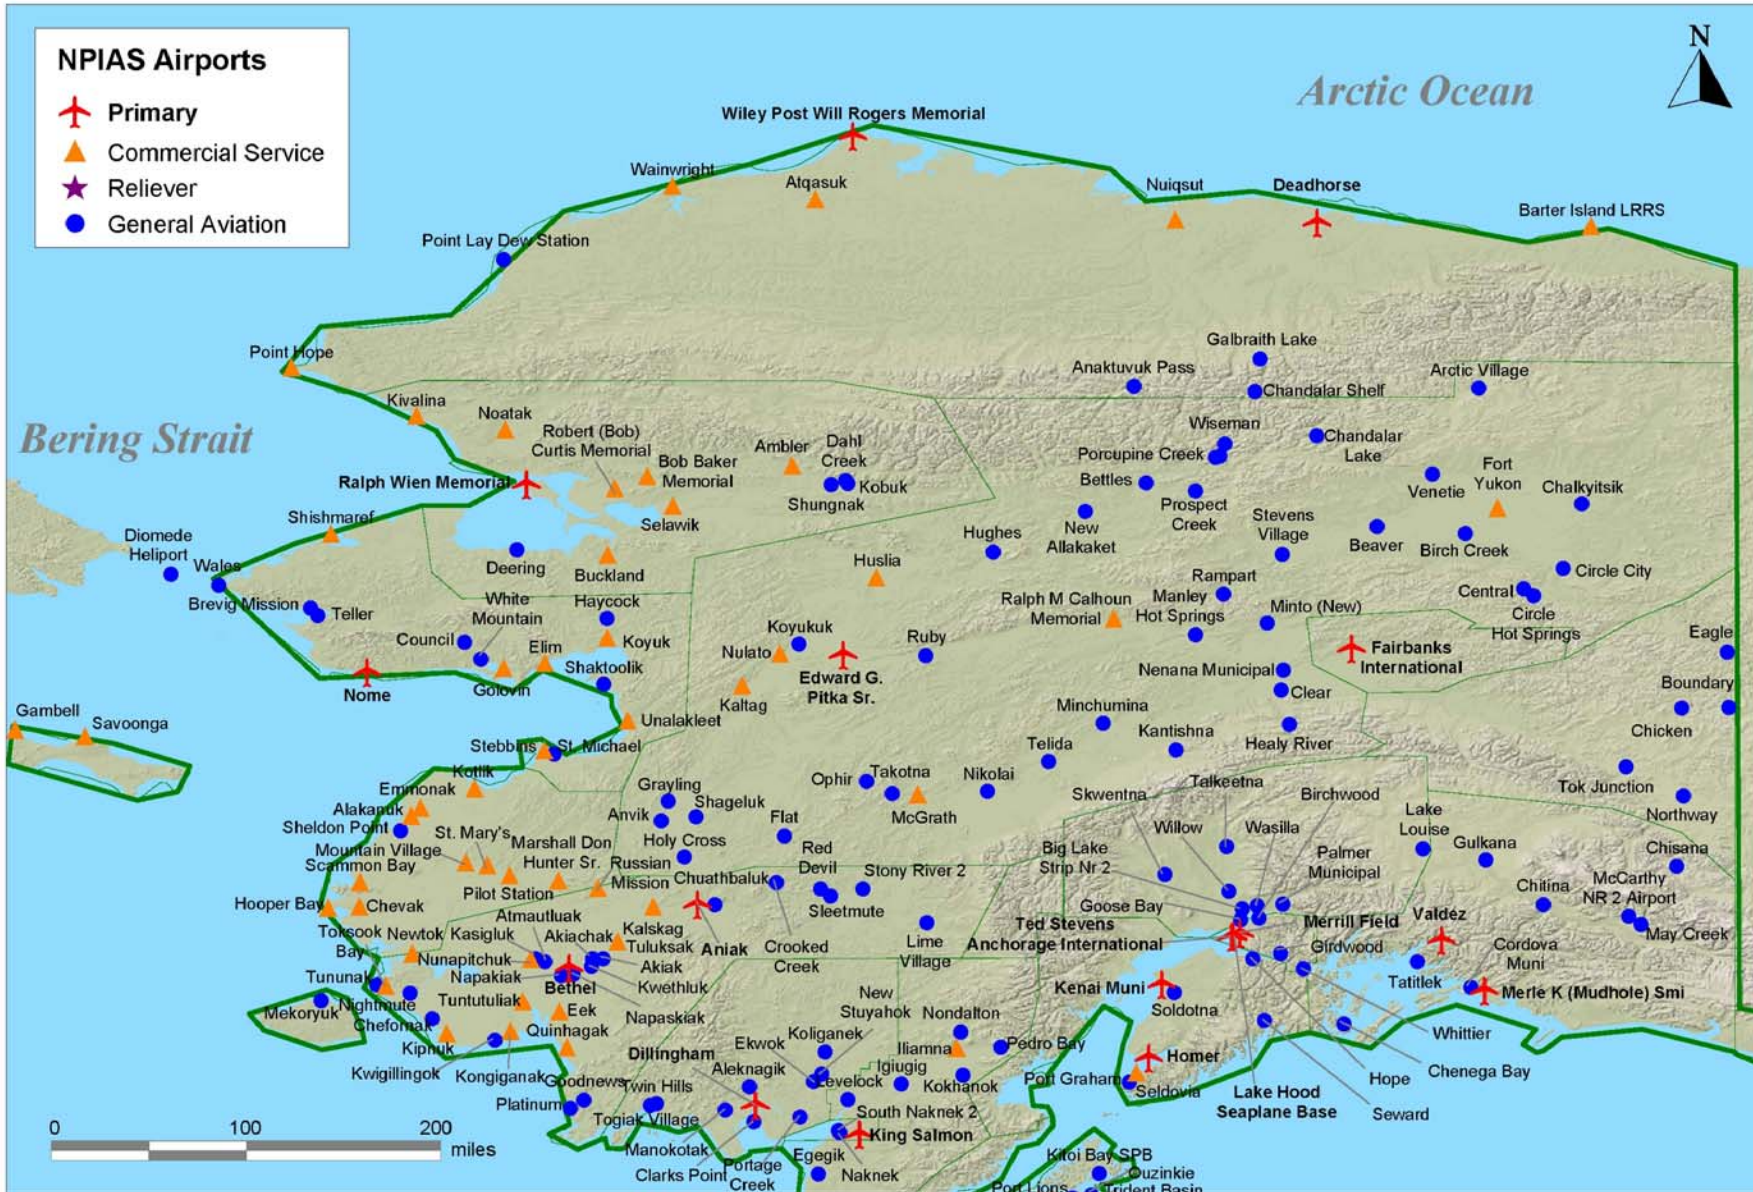 NPIAS Airports
Primary
Commercial Service
Reliever
General Aviation
N
Arctic Ocean
Bering Strait
Wiley Post Will Rogers Memorial
Wainwright
Atqasuk
Nuiqsut
Deadhorse
Barter Island LRRS
Point Lay Dew Station
Point Hope
Galbraith Lake
Anaktuvuk Pass
Chandalar Shelf
Arctic Village
Kivalina
Noatak
Robert (Bob)
Curtis Memorial
Bob Baker
Memorial
Ambler
Dahl
Creek
Kobuk
Shungnak
Wiseman
Porcupine Creek
Chandalar
Lake
Bettles
Prospect
Creek
Venetie
Fort
Yukon
Chalkyitsik
Ralph Wien Memorial
Selawik
Shishmaref
Diomede
Heliport
Wales
Deering
Buckland
Hughes
New
Allakaket
Stevens
Village
Beaver
Birch Creek
Huslia
Rampart
Central
Circle City
Circle
Hot Springs
Brevig Mission
Teller
White
Mountain
Haycock
Ralph M Calhoun
Memorial
Manley
Hot Springs
Minto (New)
Council
Elim
Koyuk
Koyukuk
Nulato
Ruby
Edward G.
Pitka Sr.
Fairbanks
International
Eagle
Nome
Golovin
Shaktoolik
Kaltag
Nenana Municipal
Clear
Boundary
Chicken
Gambell
Savoonga
Unalakleet
Minchumina
Kantishna
Healy River
Stebbins
St. Michael
Telida
Kotlik
Emmonak
Alakanuk
Sheldon Point
Grayling
Anvik
Shageluk
Ophir
Takotna
McGrath
Nikolai
Skwentna
Talkeetna
Birchwood
Tok Junction
Northway
Mountain Village
Scammon Bay
St. Mary's
Marshall Don
Hunter Sr.
Holy Cross
Flat
Red
Devil
Willow
Wasilla
Lake
Louise
Gulkana
Big Lake
Strip Nr 2
Palmer
Municipal
Chisana
Pilot Station
Russian
Mission
Chuathbaluk
Stony River 2
Sleetmute
McCarthy
NR 2 Airport
Chitina
Hooper Bay
Chevak
Goose Bay
Ted Stevens
Anchorage International
Merrill Field
Valdez
May Creek
Toksook
Bay
Newtok
Atmautluak
Kasigluk
Akiachak
Kalskag
Tuluksak
Aniak
Crooked
Creek
Lime
Village
Girdwood
Cordova
Muni
Tununak
Nunapitchuk
Napakiak
Bethel
Akiak
Kwethluk
Kenai Muni
Soldotna
Tatitlek
Merle K (Mudhole) Smi
Mekoryuk
Nightmute
Chefornak
Tuntutuliak
Eek
Napaskiak
New
Stuyahok
Nondalton
Whittier
Kipnuk
Quinhagak
Dillingham
Ekwok
Koliganek
Iliamna
Pedro Bay
Homer
Kwigillingok
Kongiganak
Goodnews
Aleknagik
Levelock
Igiugig
Kokhanok
Port Graham
Seldovia
Hope
Chenega Bay
Platinum
Twin Hills
Togiak Village
South Naknek 2
Lake Hood
Seaplane Base
Seward
Manokotak
King Salmon
Clarks Point
Portage
Creek
Egegik
Naknek
Kitoi Bay SPB
Ouzinkie
Port Lions
Trident Basin
0 100 200
miles